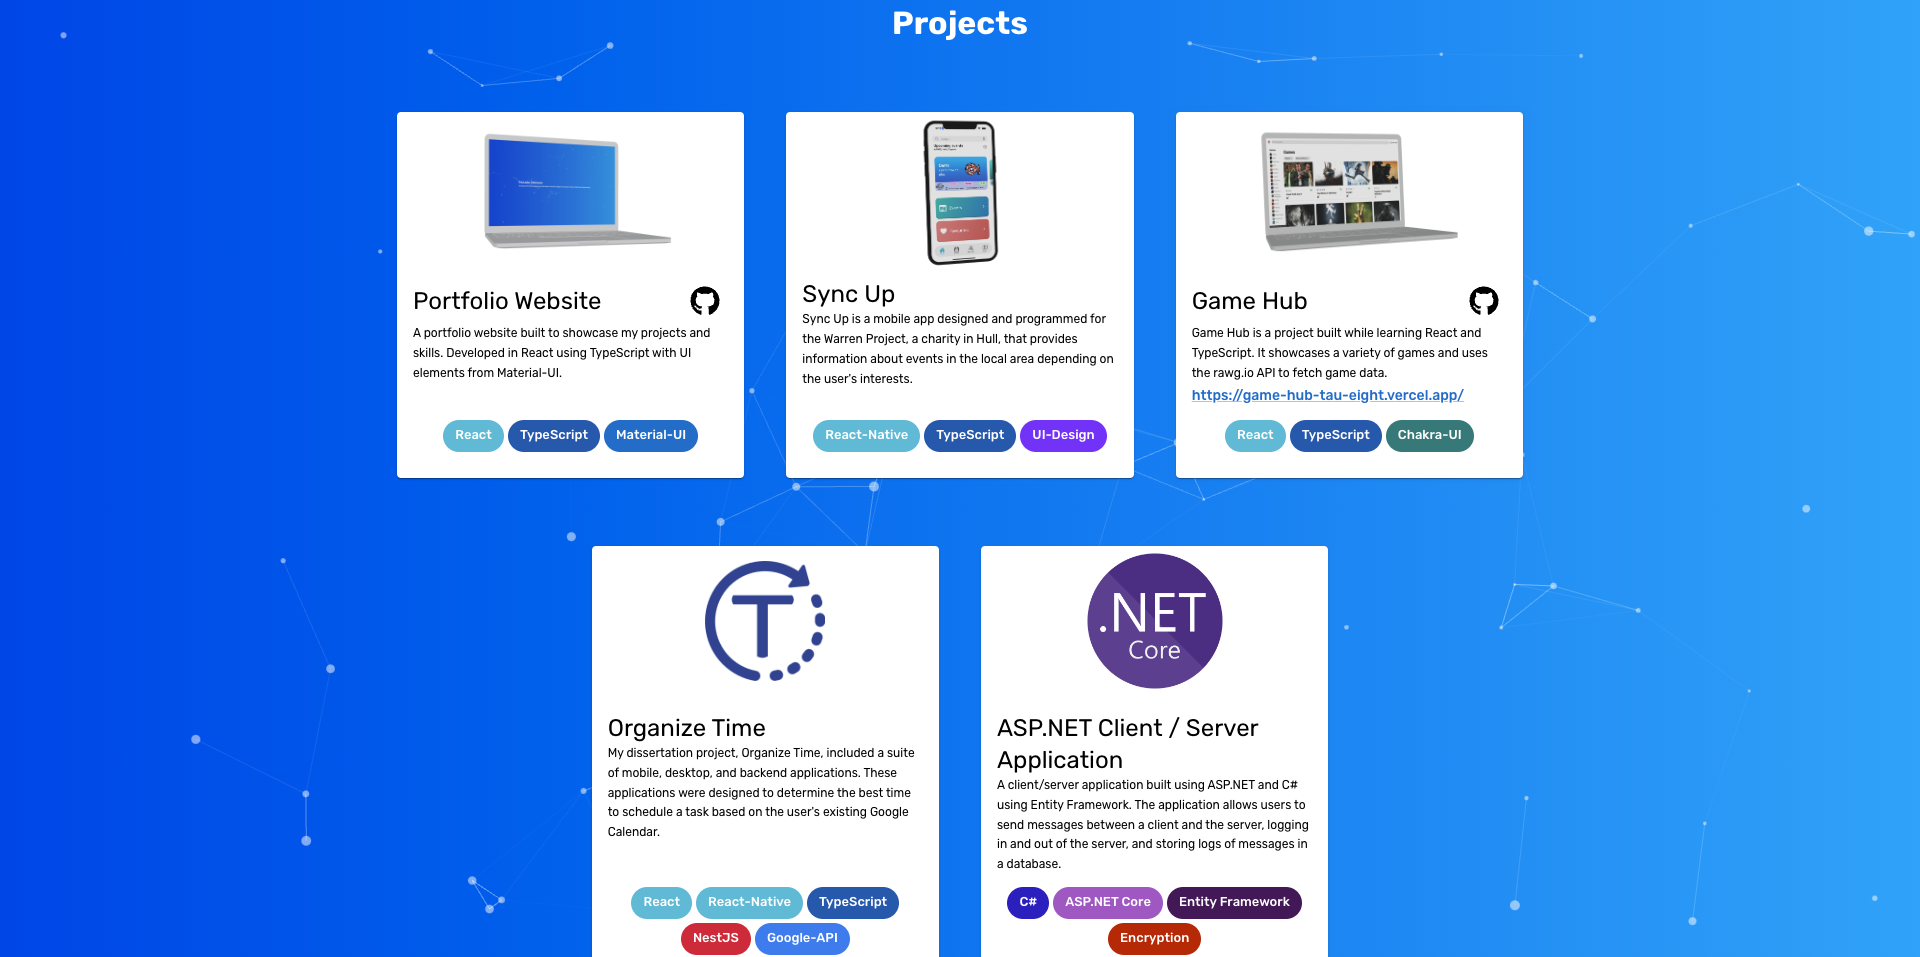 Projects
Portfolio Website
A portfolio website built to showcase my projects and
skills. Developed in React using TypeScript with UI
elements from Material-UI.
React TypeScript Material-UI
Sync Up
Sync Up is a mobile app designed and programmed for
the Warren Project, a charity in Hull, that provides
information about events in the local area depending on
the user's interests.
React-Native TypeScript UI-Design
Games
Game Hub
Game Hub is a project built while learning React and
TypeScript. It showcases a variety of games and uses
the rawg.io API to fetch game data.
https://game-hub-tau-eight.vercel.app/
React TypeScript Chakra-UI
T
Organize Time
My dissertation project, Organize Time, included a suite
of mobile, desktop, and backend applications. These
applications were designed to determine the best time
to schedule a task based on the user's existing Google
Calendar.
React React-Native TypeScript
NestJS Google-API
.NET
Core
ASP.NET Client / Server
Application
A client/server application built using ASP.NET and C#
using Entity Framework. The application allows users to
send messages between a client and the server, logging
in and out of the server, and storing logs of messages in
a database.
C# ASP.NET Core Entity Framework
Encryption